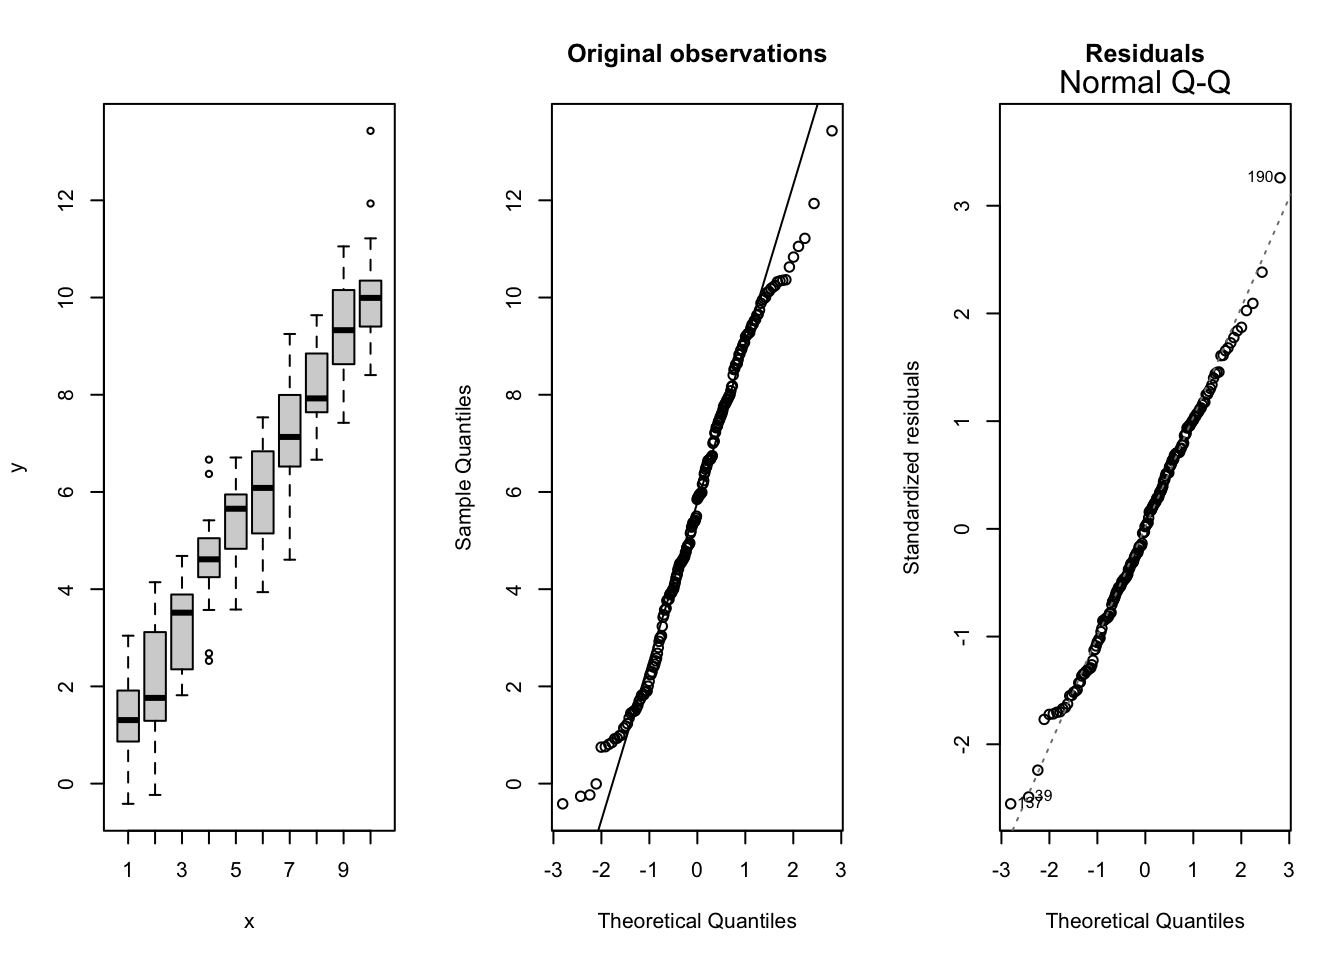 y
0
2
4
6
8
10
12
1 3 5 7 9
x
Original observations
Sample Quantiles
0
2
4
6
8
10
12
-3 -2 -1 0 1 2 3
Theoretical Quantiles
Residuals
Normal Q-Q
Standardized residuals
-2
-1
0
1
2
3
190
39
137
-3 -2 -1 0 1 2 3
Theoretical Quantiles